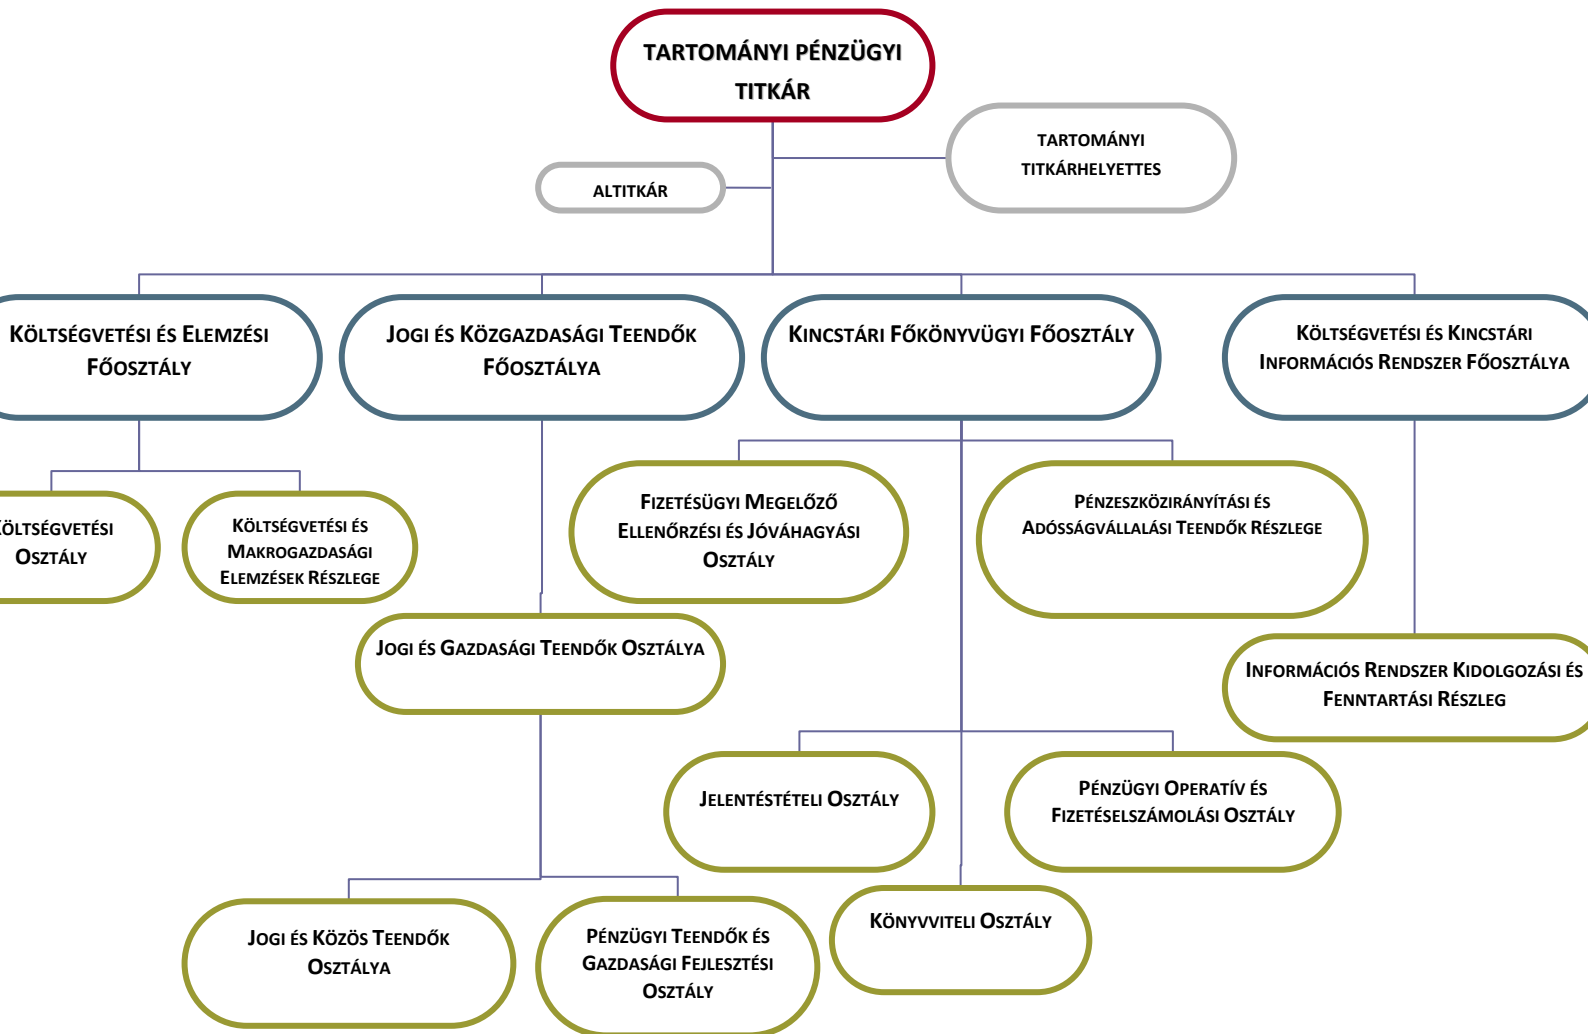 TARTOMÁNYI PÉNZÜGYI
TITKÁR
TARTOMÁNYI
TITKÁRHELYETTES
ALTITKÁR
KÖLTSÉGVETÉSI ÉS ELEMZÉSI
FŐOSZTÁLY
JOGI ÉS KÖZGAZDASÁGI TEENDŐK
FŐOSZTÁLYA
KINCSTÁRI FŐKÖNYVÜGYI FŐOSZTÁLY
KÖLTSÉGVETÉSI ÉS KINCSTÁRI
INFORMÁCIÓS RENDSZER FŐOSZTÁLYA
KÖLTSÉGVETÉSI
OSZTÁLY
KÖLTSÉGVETÉSI ÉS
MAKROGAZDASÁGI
ELEMZÉSEK RÉSZLEGE
FIZETÉSÜGYI MEGELŐZŐ
ELLENŐRZÉSI ÉS JÓVÁHAGYÁSI
OSZTÁLY
PÉNZESZKÖZIRÁNYÍTÁSI ÉS
ADÓSSÁGVÁLLALÁSI TEENDŐK RÉSZLEGE
JOGI ÉS GAZDASÁGI TEENDŐK OSZTÁLYA
INFORMÁCIÓS RENDSZER KIDOLGOZÁSI ÉS
FENNTARTÁSI RÉSZLEG
JELENTÉSTÉTELI OSZTÁLY
PÉNZÜGYI OPERATÍV ÉS
FIZETÉSELSZÁMOLÁSI OSZTÁLY
JOGI ÉS KÖZÖS TEENDŐK
OSZTÁLYA
PÉNZÜGYI TEENDŐK ÉS
GAZDASÁGI FEJLESZTÉSI
OSZTÁLY
KÖNYVVITELI OSZTÁLY